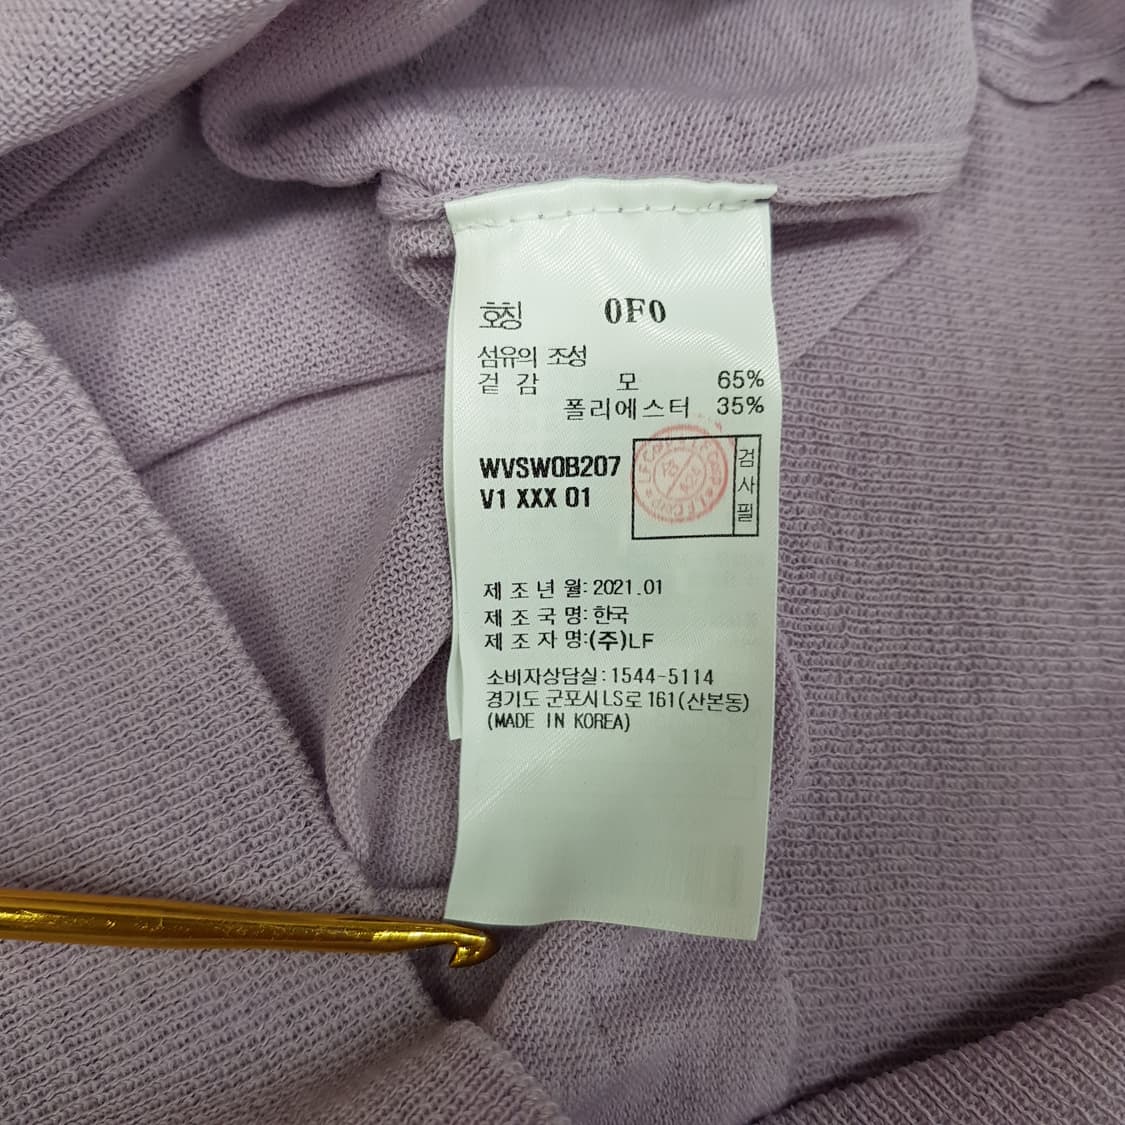 호칭 0F0
섬유의 조성
겉 감 모 65%
폴리에스터 35%
WVSW0B207
V1 XXX 01
검
사
필
제 조 년 월: 2021.01
제 조 국 명: 한국
제 조 자 명:(주)LF
소비자상담실: 1544-5114
경기도 군포시 LS로 161(산본동)
(MADE IN KOREA)